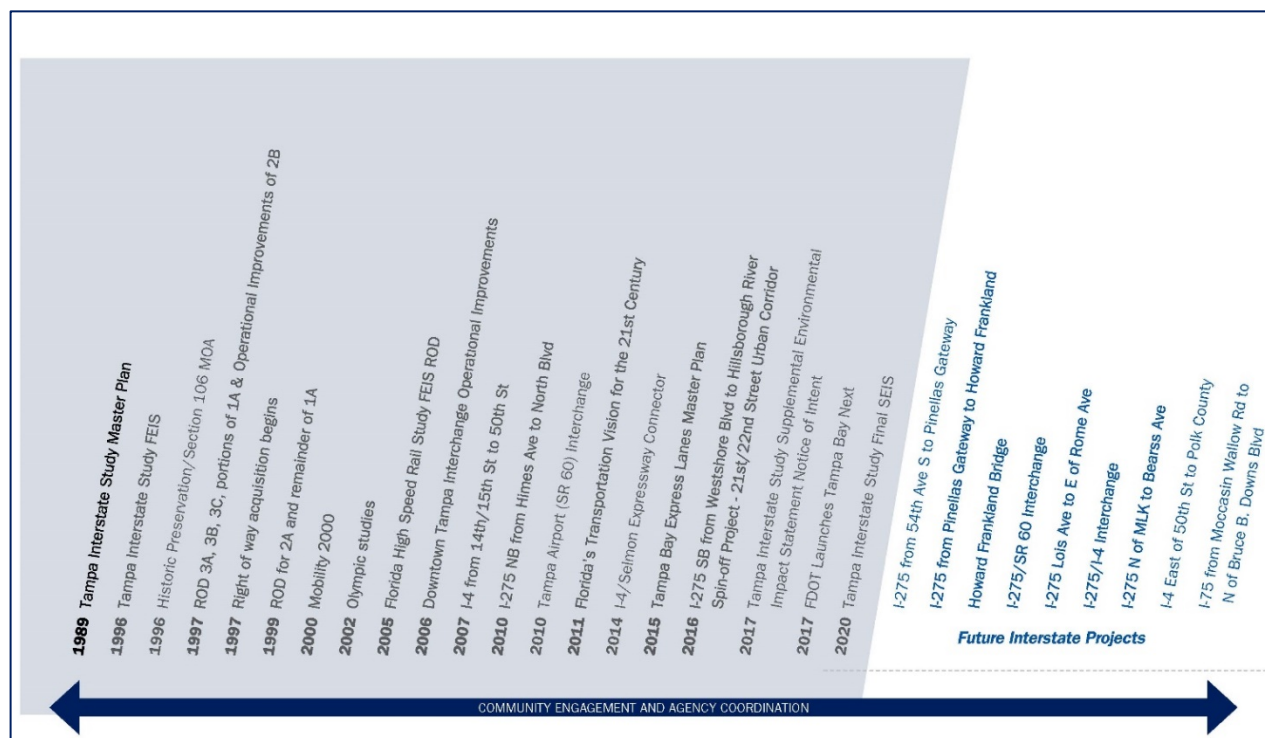 1989 Tampa Interstate Study Master Plan
1996 Tampa Interstate Study FEIS
1996 Historic Preservation/Section 106 MOA
1997 ROD 3A, 3B, 3C, portions of 1A & Operational Improvements of 2B
1997 Right of way acquisition begins
1999 ROD for 2A and remainder of 1A
2000 Mobility 2000
2002 Olympic studies
2005 Florida High Speed Rail Study FEIS ROD
2006 Downtown Tampa Interchange Operational Improvements
2007 I-4 from 14th/15th St to 50th St
2010 I-275 NB from Himes Ave to North Blvd
2010 Tampa Airport (SR 60) Interchange
2011 Florida's Transportation Vision for the 21st Century
2014 I-4/Selmon Expressway Connector
2015 Tampa Bay Express Lanes Master Plan
2016 I-275 SB from Westshore Blvd to Hillsborough River
Spin-off Project - 21st/22nd Street Urban Corridor
2017 Tampa Interstate Study Supplemental Environmental
Impact Statement Notice of Intent
2017 FDOT Launches Tampa Bay Next
2020 Tampa Interstate Study Final SEIS
I-275 from 54th Ave S to Pinellas Gateway
I-275 from Pinellas Gateway to Howard Frankland
Howard Frankland Bridge
I-275/SR 60 Interchange
I-275 Lois Ave to E of Rome Ave
I-275/I-4 Interchange
I-275 N of MLK to Bearss Ave
I-4 East of 50th St to Polk County
I-75 from Moccasin Wallow Rd to
N of Bruce B. Downs Blvd
Future Interstate Projects
COMMUNITY ENGAGEMENT AND AGENCY COORDINATION